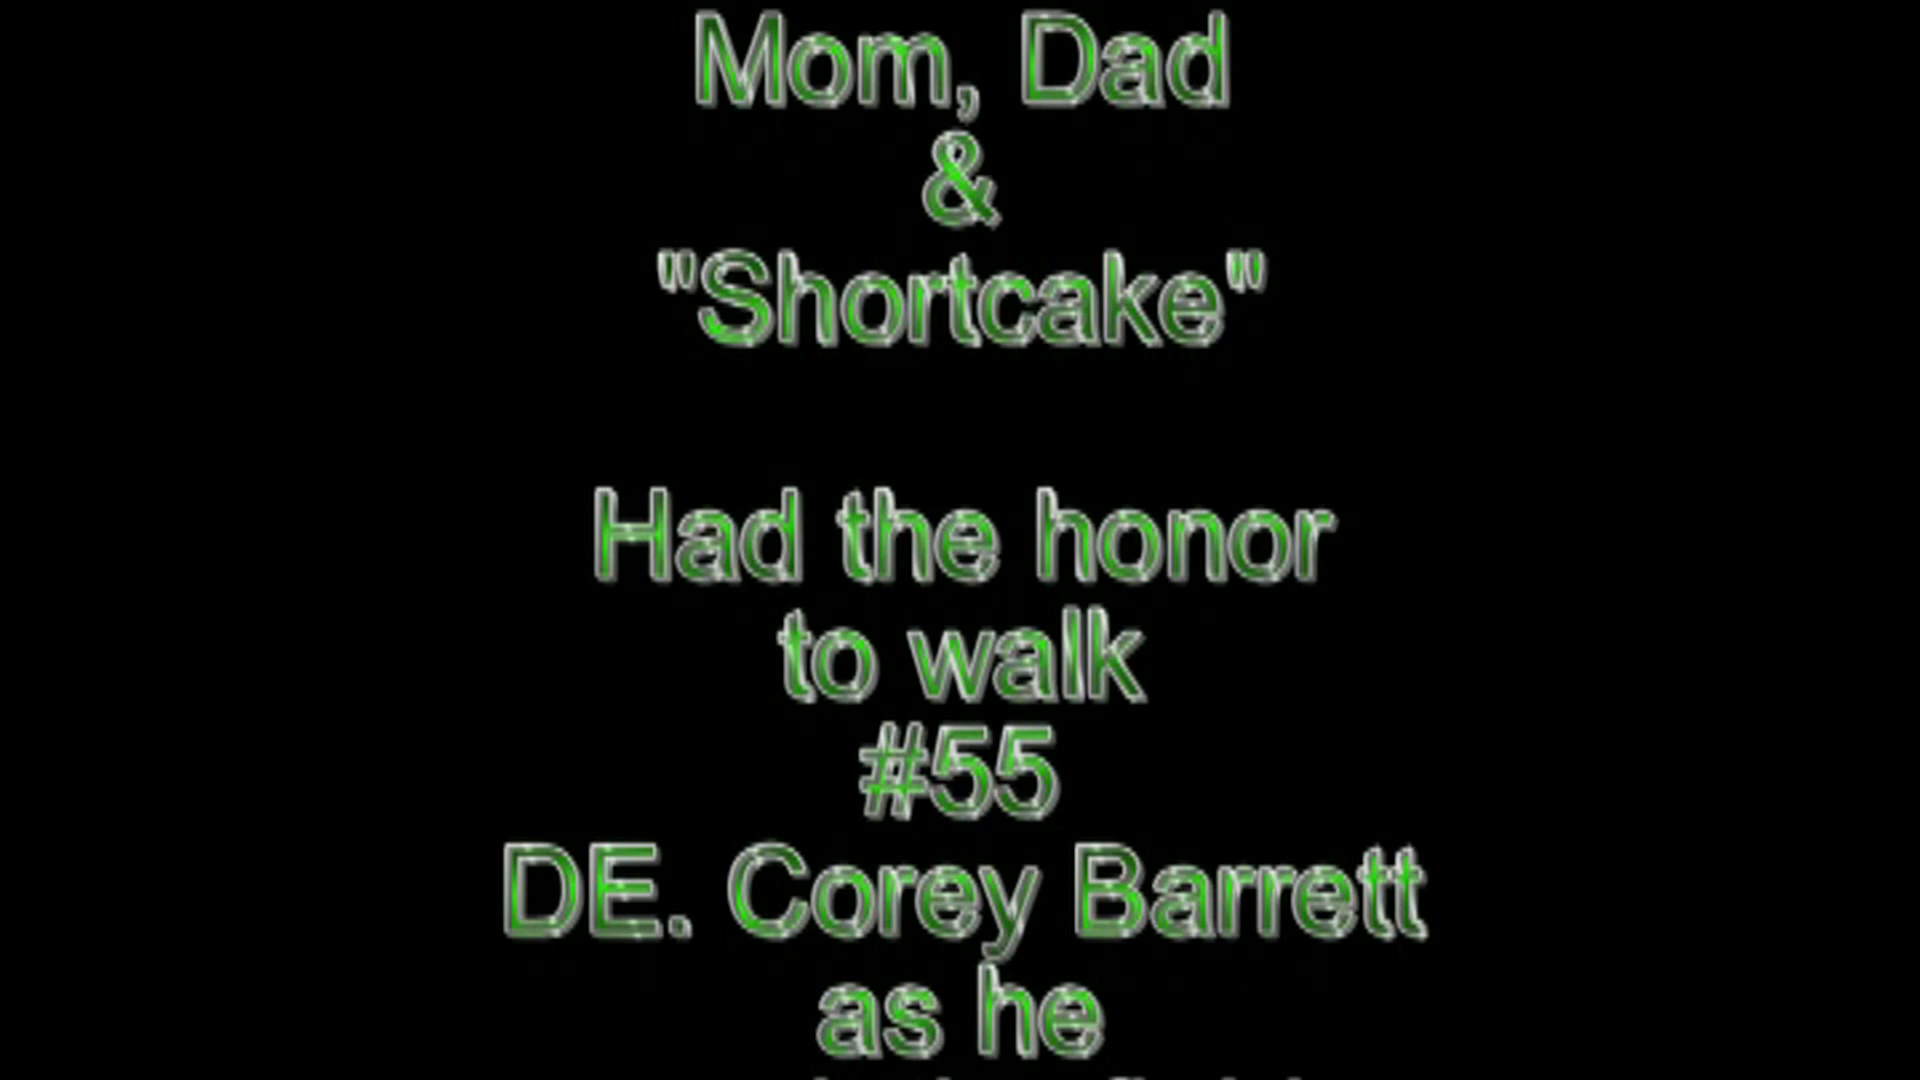 Mom, Dad
&
"Shortcake"
Had the honor
to walk
#55
DE. Corey Barrett
as he